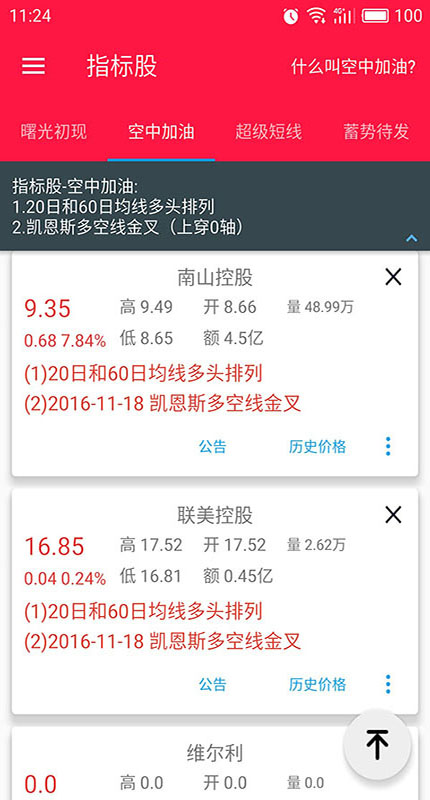 11:24
4G
100
指标股
什么叫空中加油?
曙光初现
空中加油
超级短线
蓄势待发
指标股-空中加油:
1.20日和60日均线多头排列
2.凯恩斯多空线金叉（上穿0轴）
南山控股
9.35 高 9.49 开 8.66 量 48.99万
0.68 7.84% 低 8.65 额 4.5亿
(1)20日和60日均线多头排列
(2)2016-11-18 凯恩斯多空线金叉
公告 历史价格
联美控股
16.85 高 17.52 开 17.52 量 2.62万
0.04 0.24% 低 16.81 额 0.45亿
(1)20日和60日均线多头排列
(2)2016-11-18 凯恩斯多空线金叉
公告 历史价格
维尔利
0.0 高 0.0 开 0.0 量 0.0